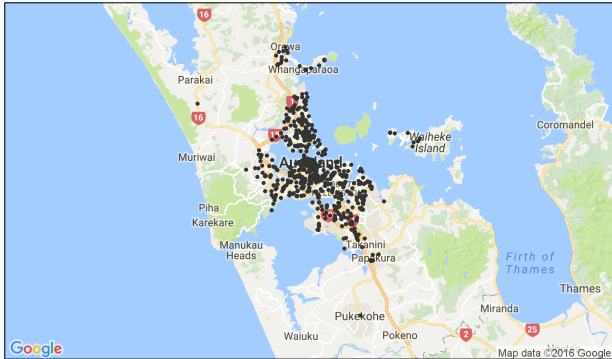 16
Orewa
Whangaparaoa
Parakai
16
Coromandel
Waiheke
Island
Muriwai
Auckland
Piha
Karekare
Manukau
Heads
Takanini
Papakura
Firth of
Thames
Thames
Miranda
Pukekohe
25
2
Waiuku
Pokeno
Google
Map data ©2016 Google